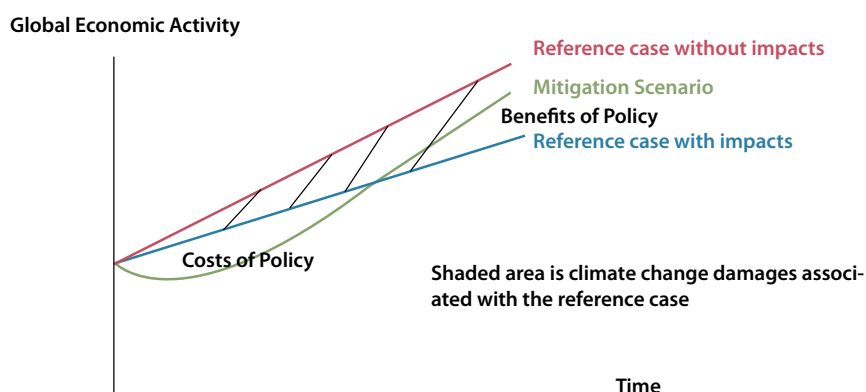 Global Economic Activity
Reference case without impacts
Mitigation Scenario
Benefits of Policy
Reference case with impacts
Costs of Policy
Shaded area is climate change damages associ-
ated with the reference case
Time